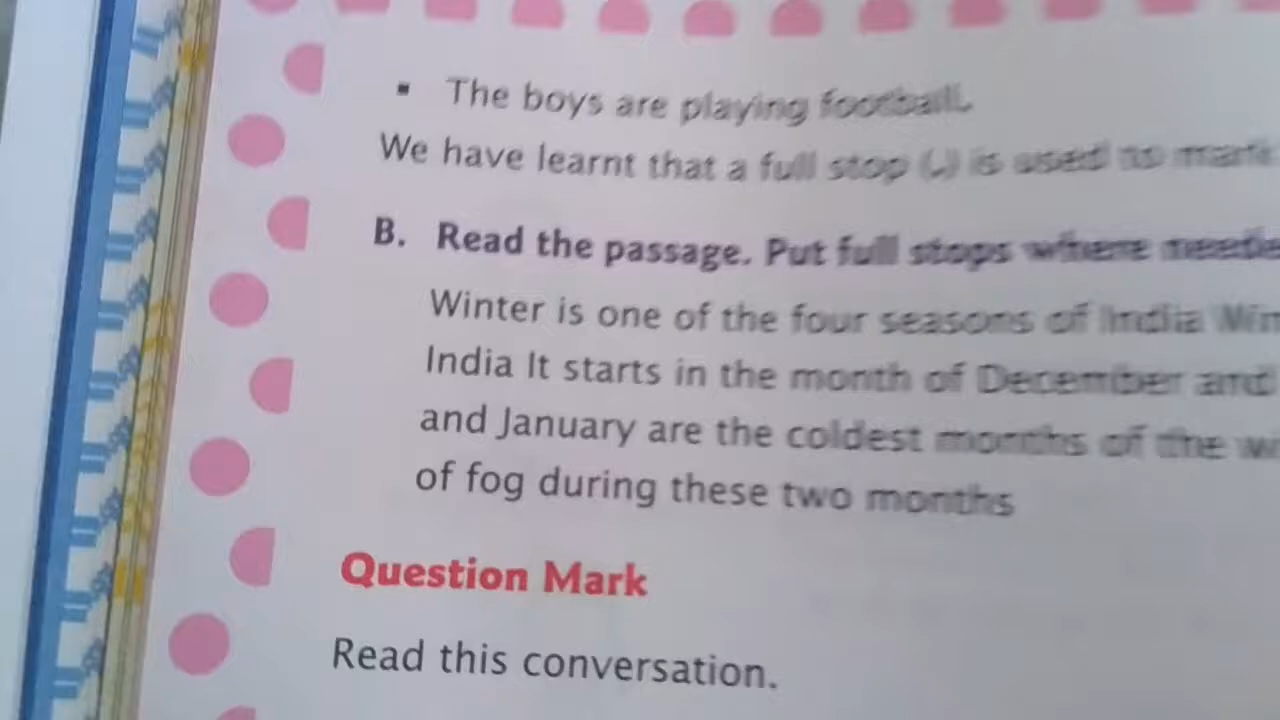 ▪ The boys are playing football.
We have learnt that a full stop (.) is used to mark
B. Read the passage. Put full stops where
Winter is one of the four seasons of India
India It starts in the month of December and
and January are the coldest months of the
of fog during these two months
Question Mark
Read this conversation.